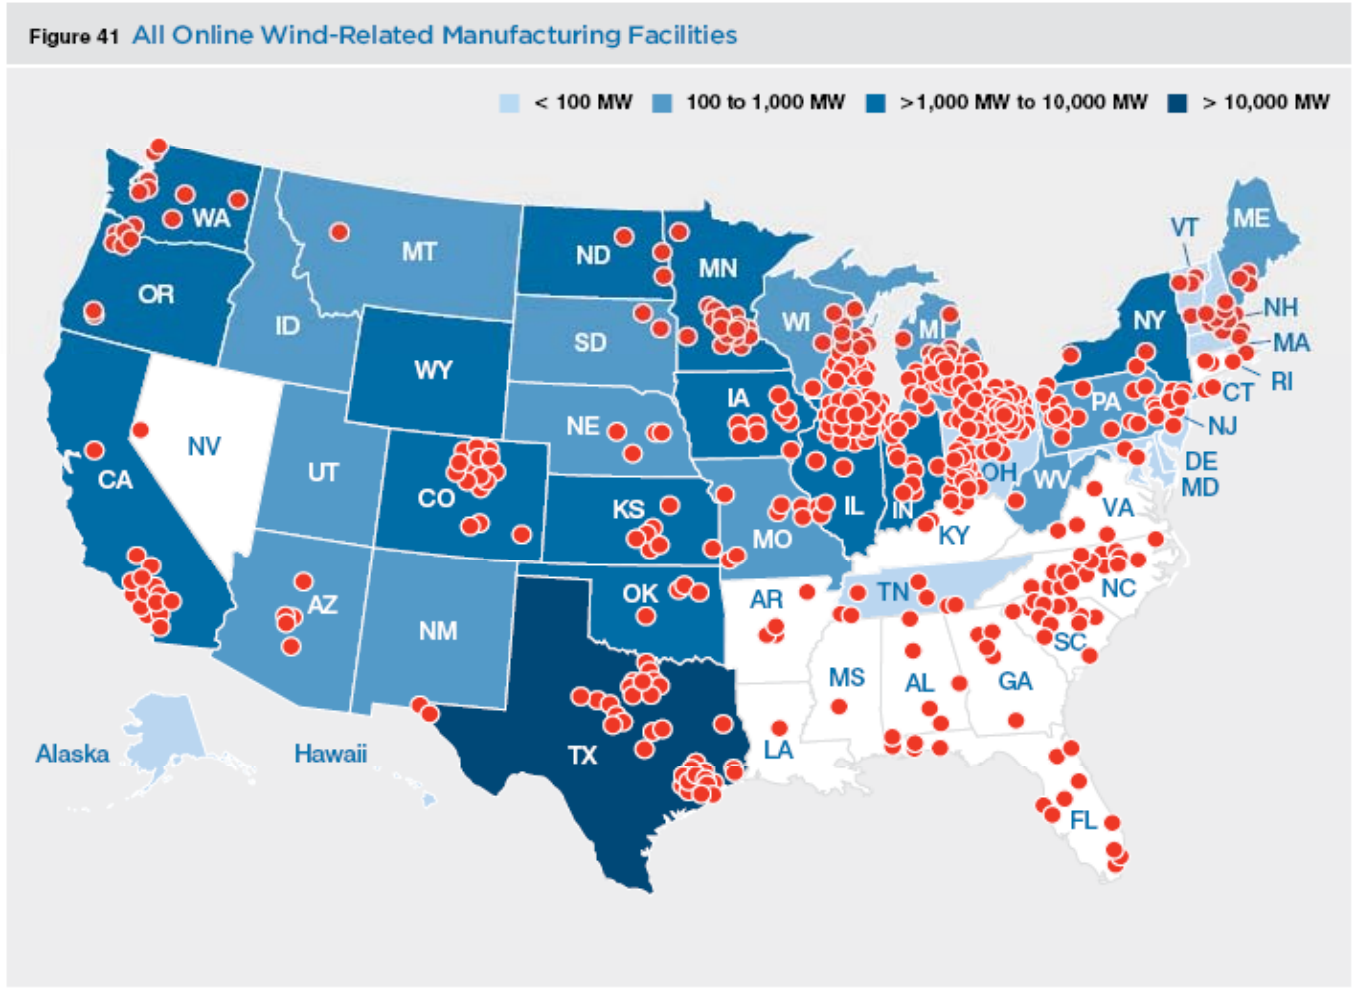 Figure 41 All Online Wind-Related Manufacturing Facilities
< 100 MW 100 to 1,000 MW >1,000 MW to 10,000 MW > 10,000 MW
WA
MT
ND
MN
VT
ME
OR
ID
SD
WI
MI
NY
NH
MA
WY
IA
PA
RI
CT
NV
NE
NJ
CA
UT
CO
KS
MO
IL
IN
OH
WV
DE
MD
VA
KY
AZ
NM
OK
AR
TN
NC
SC
MS
AL
GA
TX
LA
FL
Alaska
Hawaii